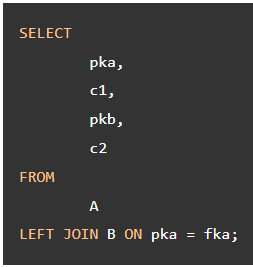 SELECT
pka,
c1,
pkb,
c2
FROM
A
LEFT JOIN B ON pka = fka;